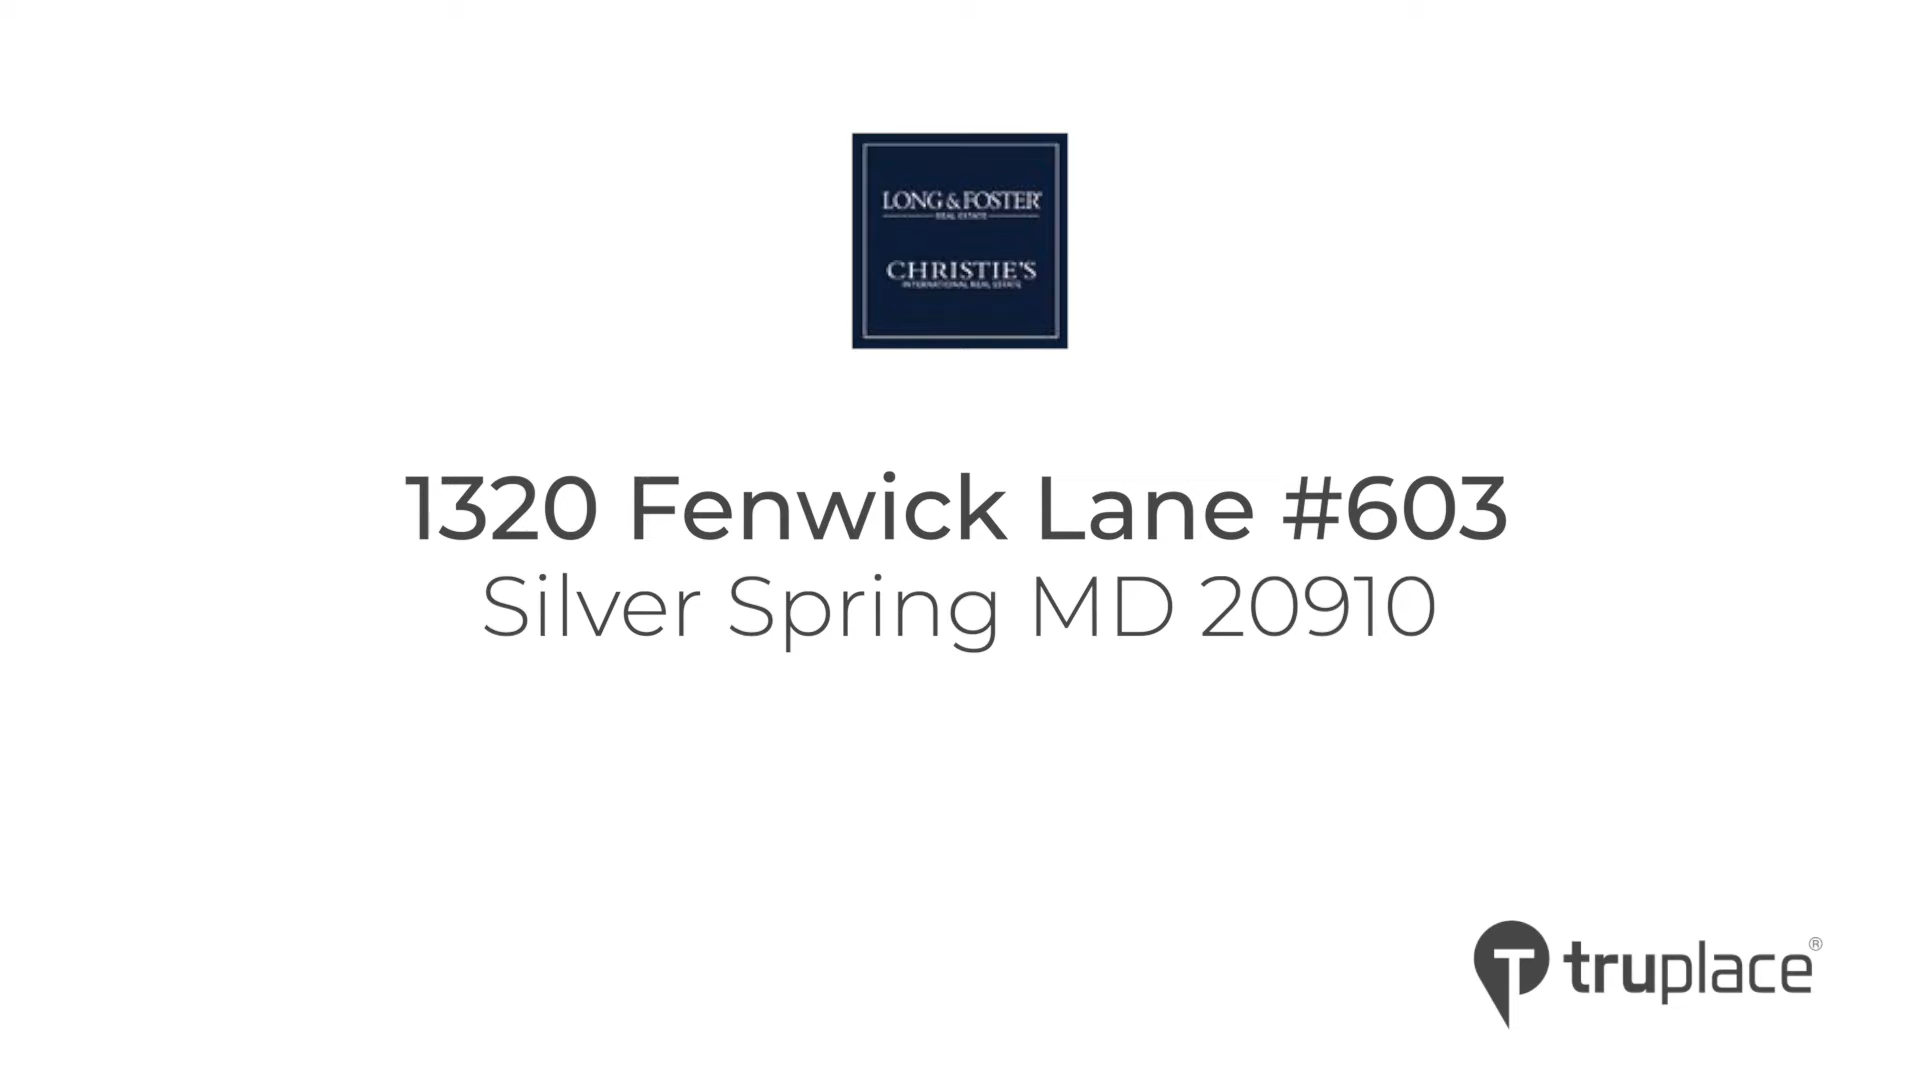 LONG & FOSTER
REAL ESTATE
CHRISTIE'S
INTERNATIONAL REAL ESTATE
1320 Fenwick Lane #603
Silver Spring MD 20910
truplace®